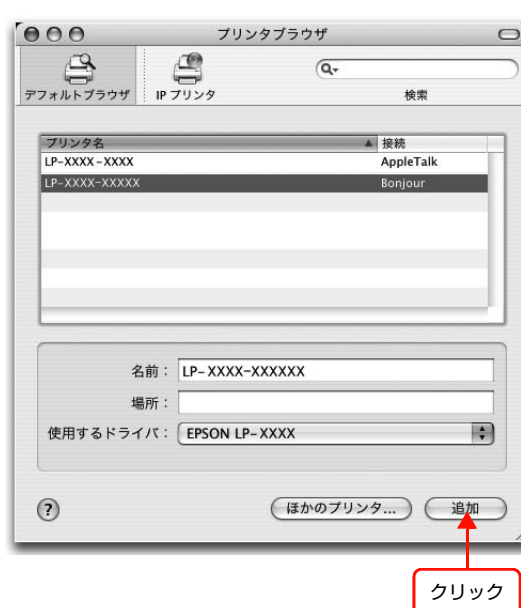 プリンタブラウザ
デフォルトブラウザ IP プリンタ 検索
プリンタ名 接続
LP-XXXX-XXXX AppleTalk
LP-XXXX-XXXXX Bonjour
名前： LP-XXXX-XXXXXX
場所：
使用するドライバ： EPSON LP-XXXX
? ほかのプリンタ... 追加
クリック